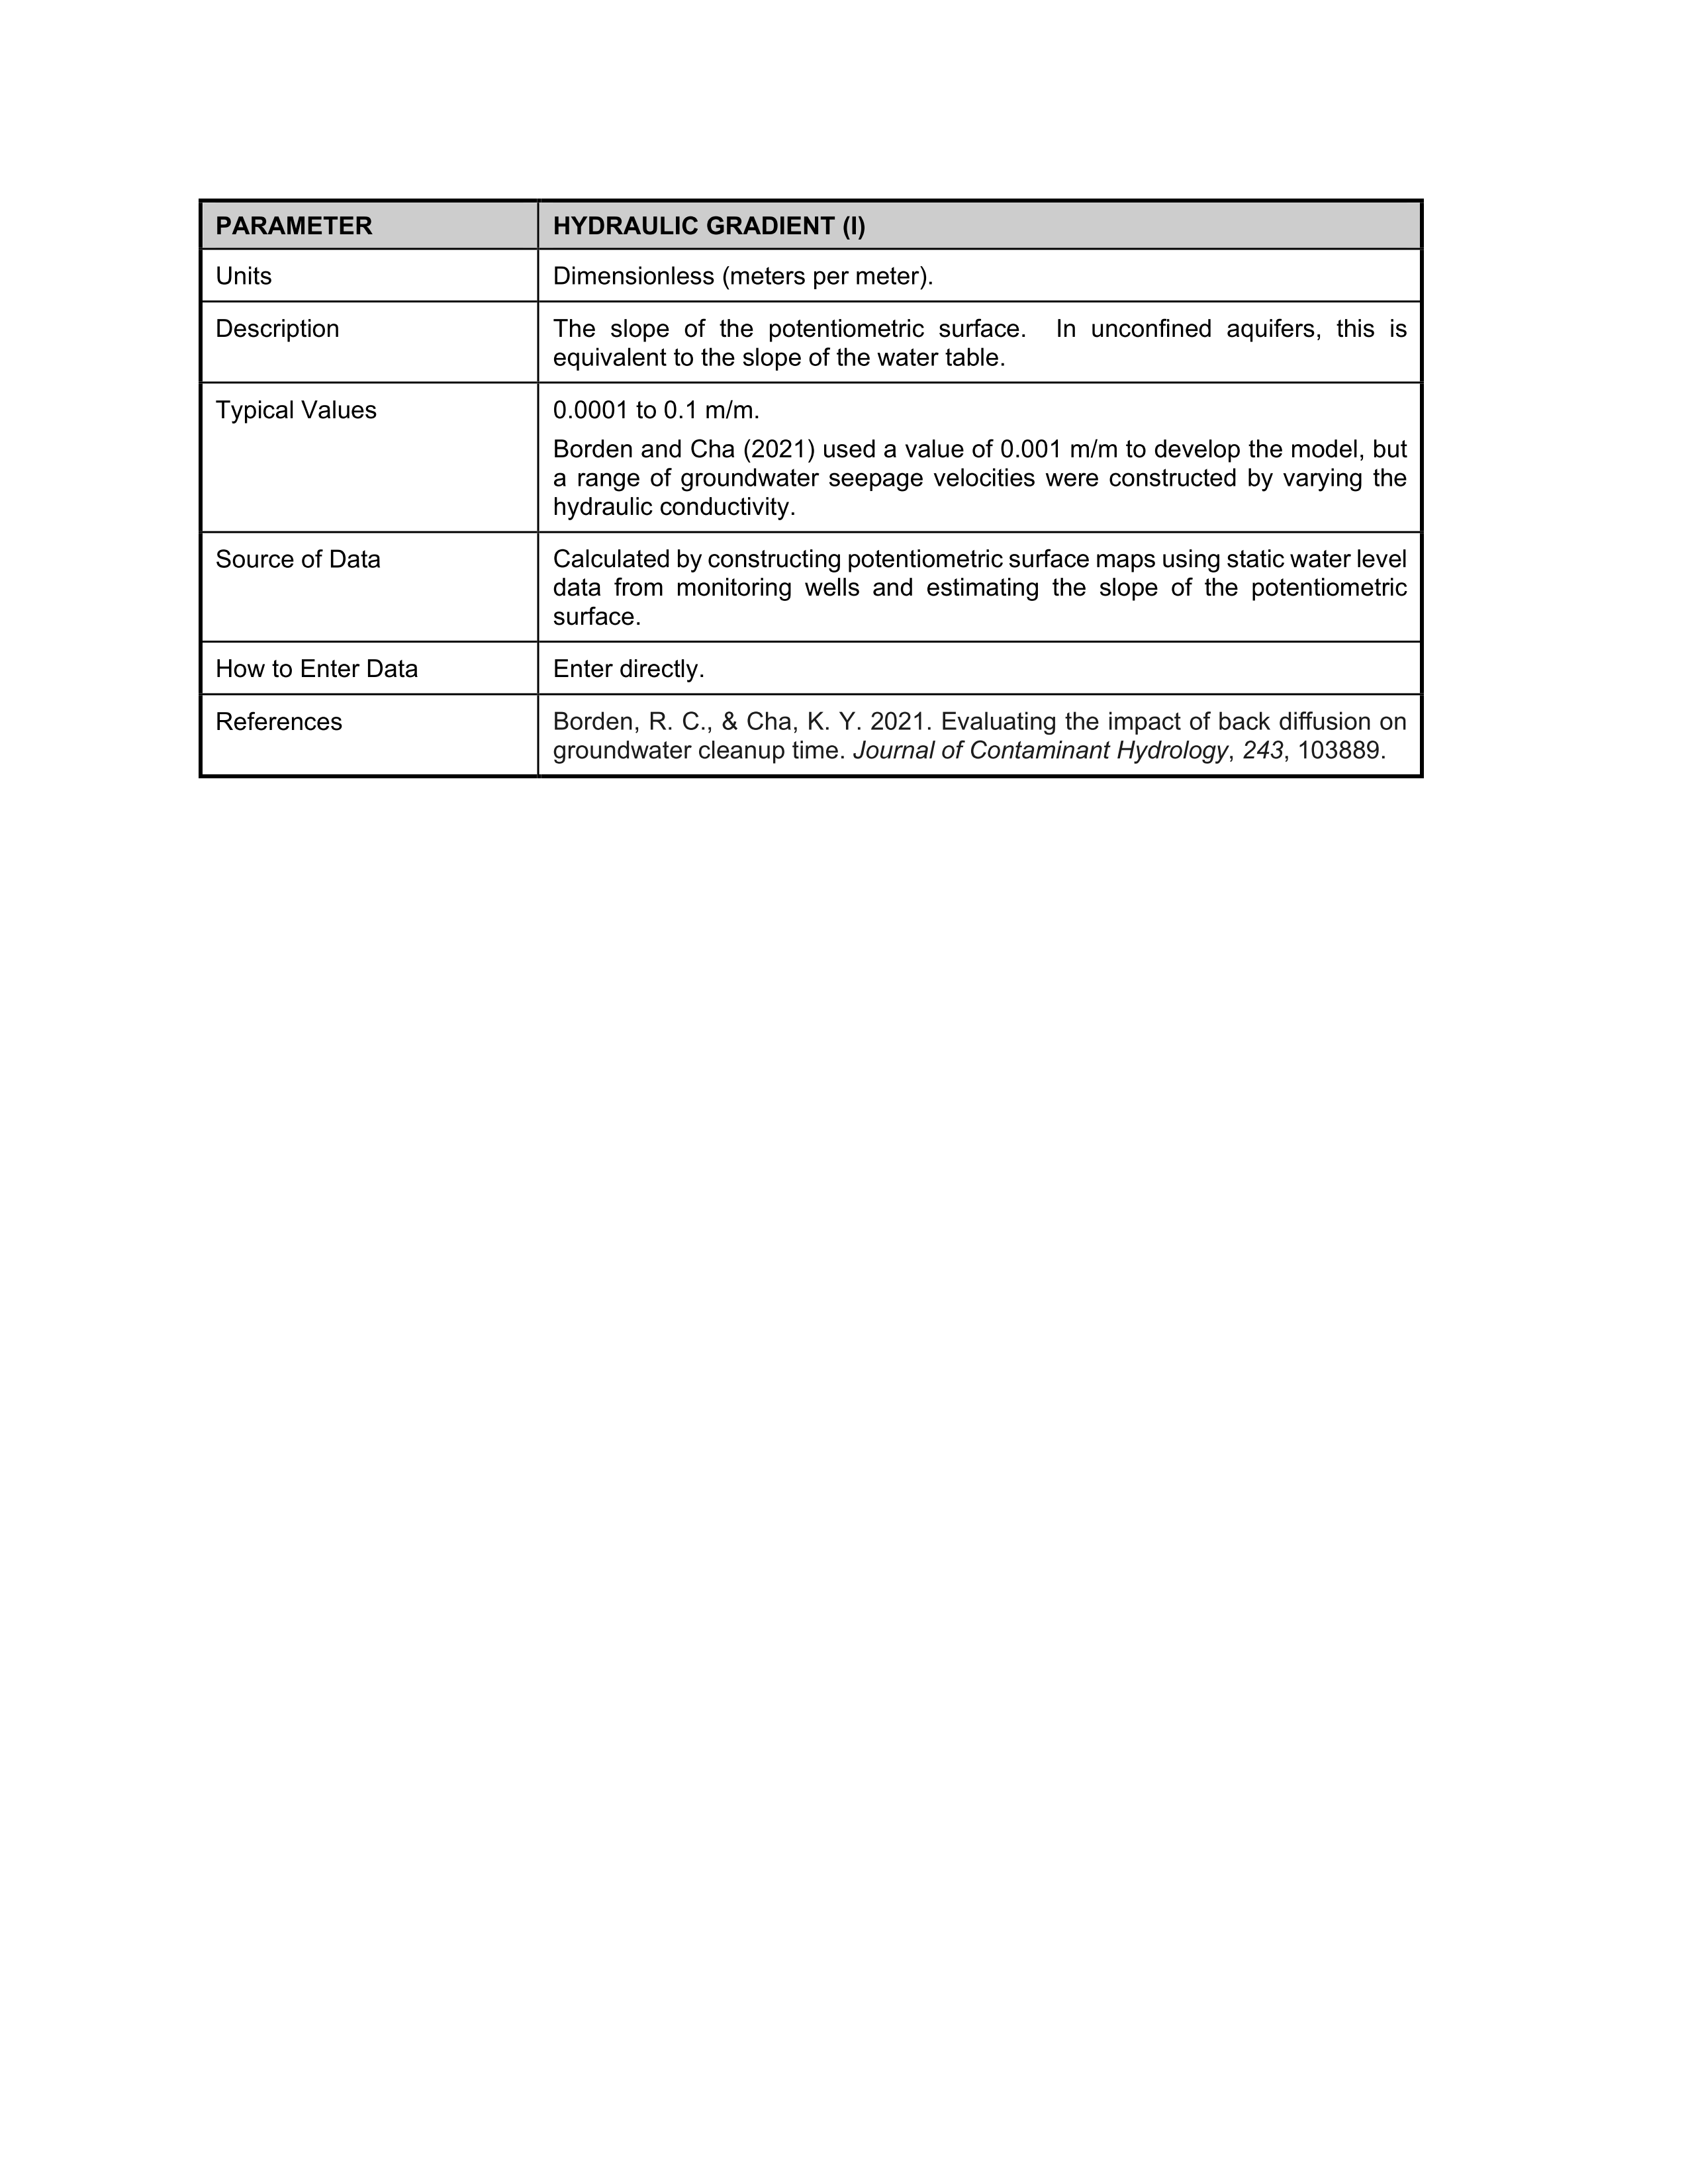 PARAMETER
HYDRAULIC GRADIENT (I)
Units
Dimensionless (meters per meter).
Description
The slope of the potentiometric surface. In unconfined aquifers, this is
equivalent to the slope of the water table.
Typical Values
0.0001 to 0.1 m/m.
Borden and Cha (2021) used a value of 0.001 m/m to develop the model, but
a range of groundwater seepage velocities were constructed by varying the
hydraulic conductivity.
Source of Data
Calculated by constructing potentiometric surface maps using static water level
data from monitoring wells and estimating the slope of the potentiometric
surface.
How to Enter Data
Enter directly.
References
Borden, R. C., & Cha, K. Y. 2021. Evaluating the impact of back diffusion on
groundwater cleanup time. Journal of Contaminant Hydrology, 243, 103889.